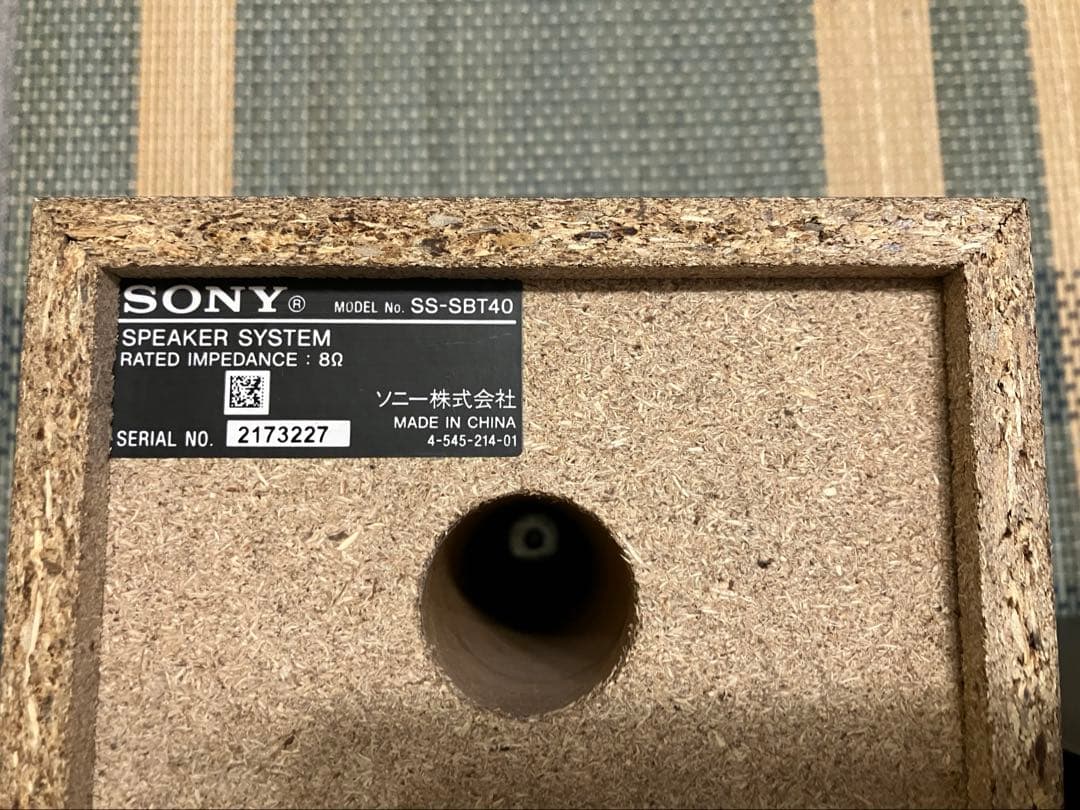 SONY® MODEL No. SS-SBT40
SPEAKER SYSTEM
RATED IMPEDANCE : 8Ω
ソニー株式会社
MADE IN CHINA
SERIAL NO. 2173227
4-545-214-01